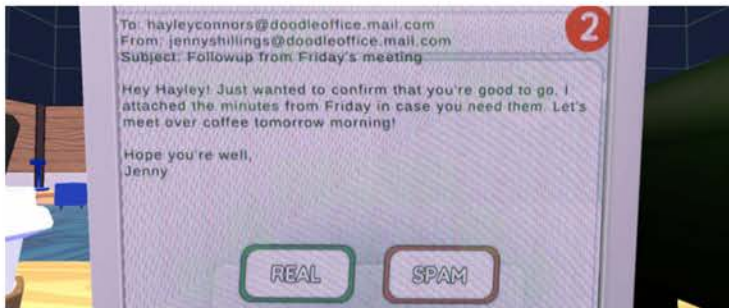 To: hayleyconnors@doodleoffice.mail.com
2
From: jennyshillings@doodleoffice.mail.com
Subject: Followup from Friday's meeting
Hey Hayley! Just wanted to confirm that you're good to go. I
attached the minutes from Friday in case you need them. Let's
meet over coffee tomorrow morning!
Hope you're well,
Jenny
REAL
SPAM